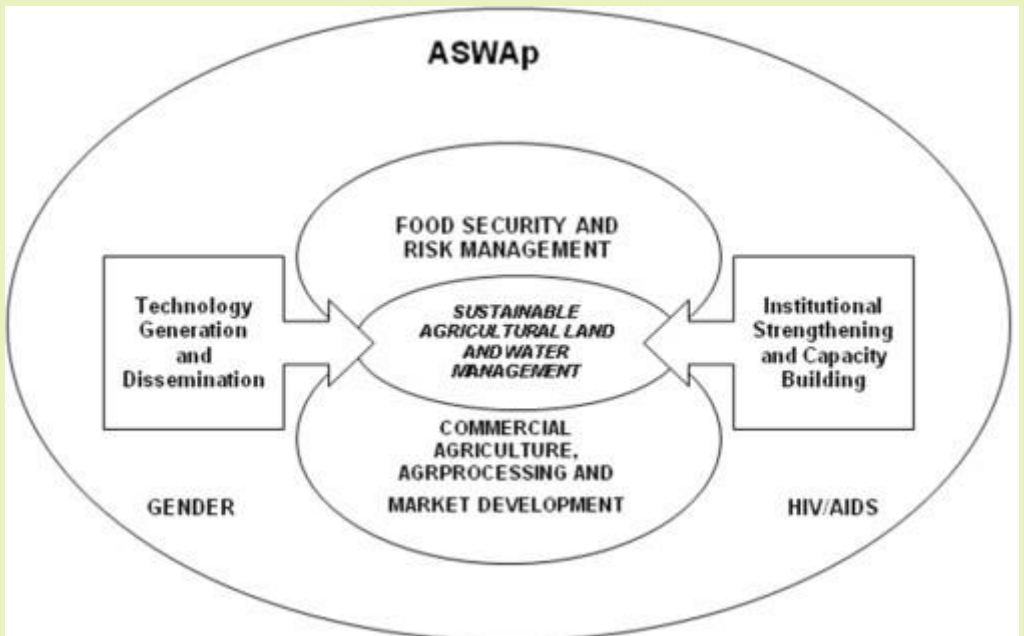 ASWAp
FOOD SECURITY AND
RISK MANAGEMENT
Technology
Generation
and
Dissemination
SUSTAINABLE
AGRICULTURAL LAND
AND WATER
MANAGEMENT
Institutional
Strengthening
and Capacity
Building
COMMERCIAL
AGRICULTURE,
AGRPROCESSING AND
MARKET DEVELOPMENT
GENDER
HIV/AIDS